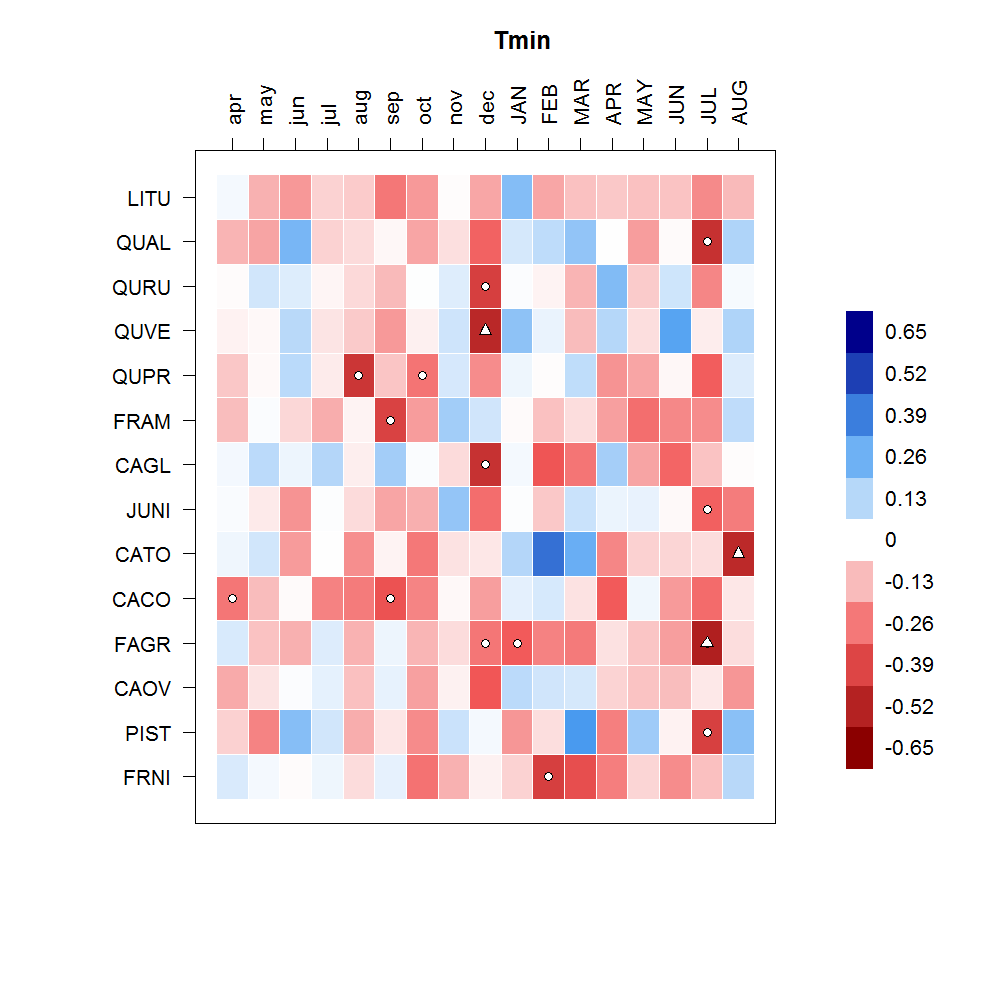 Tmin
apr may jun jul aug sep oct nov dec JAN FEB MAR APR MAY JUN JUL AUG
LITU
QUAL
QURU
QUVE
QUPR
FRAM
CAGL
JUNI
CATO
CACO
FAGR
CAOV
PIST
FRNI
0.65
0.52
0.39
0.26
0.13
0
-0.13
-0.26
-0.39
-0.52
-0.65